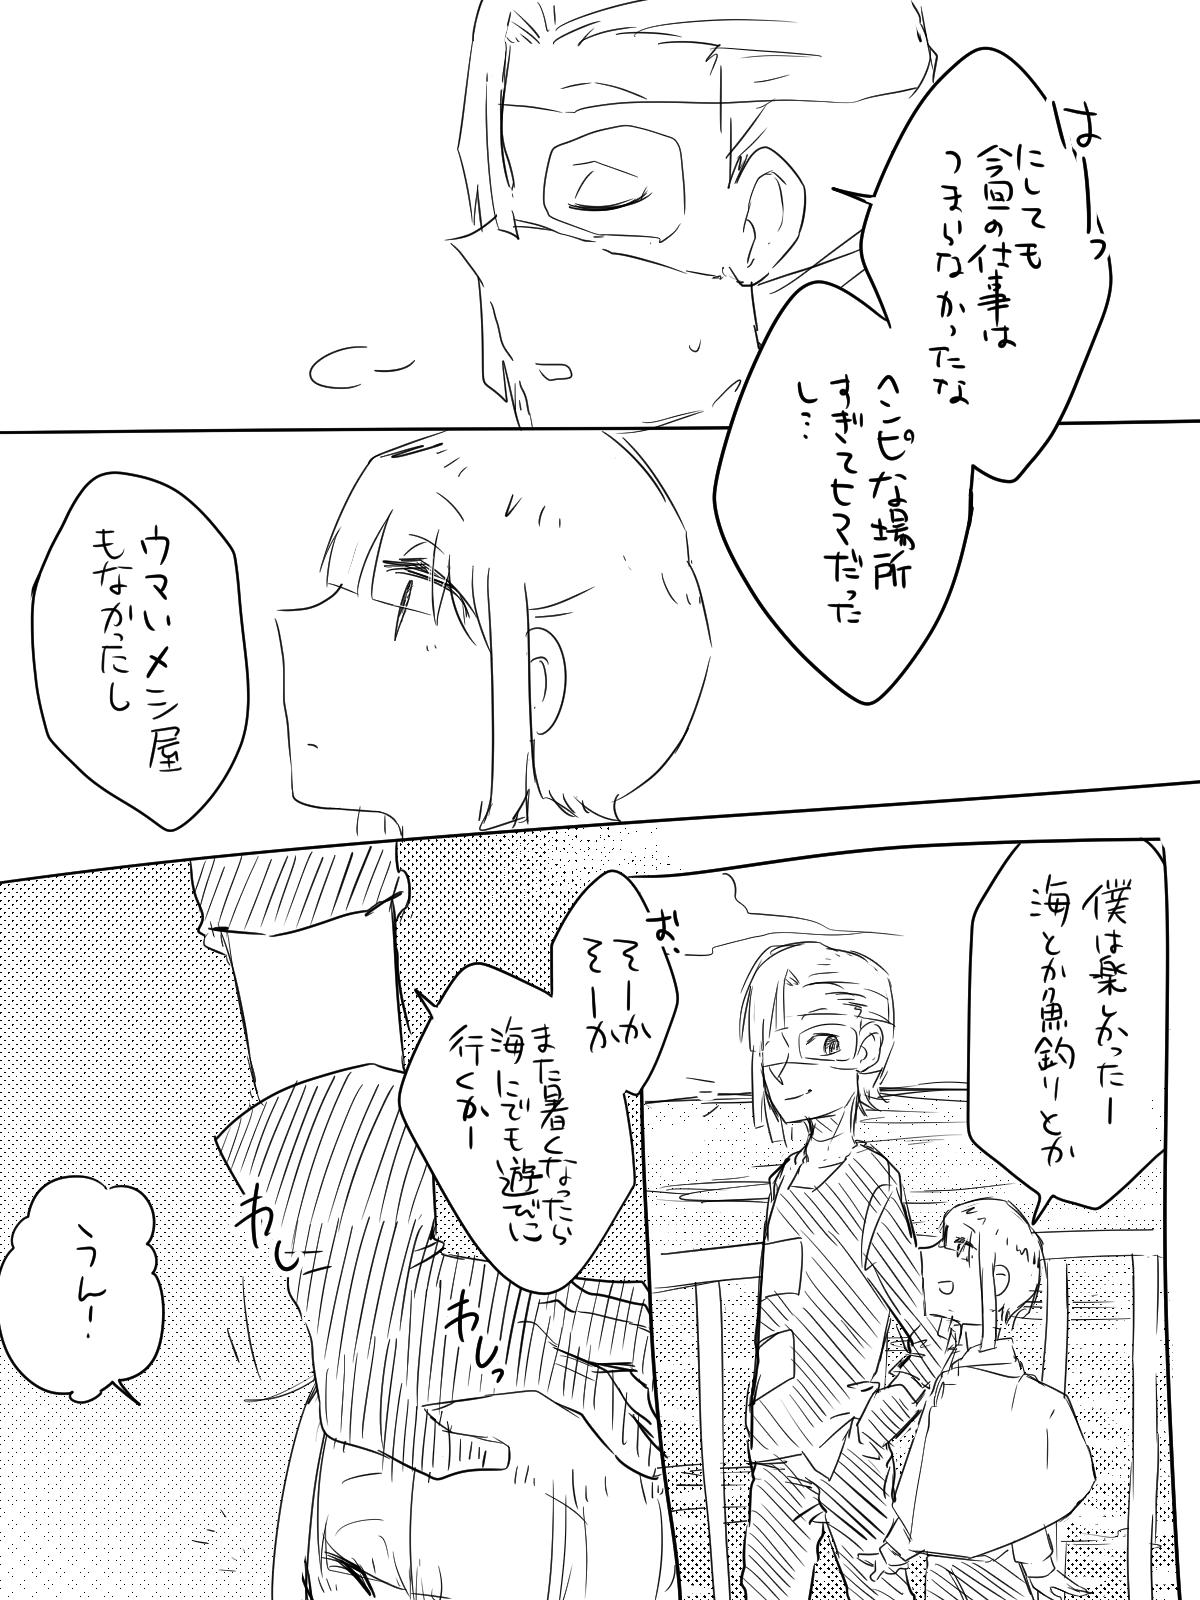 はーっ
にしても
今回の仕事は
つまらなかったな
ヘンピな場所
すぎてヒマだった
し…
ウマいメシ屋
もなかったし
僕は楽しかったー
海とか魚釣りとか
お、
そーか
そーか
また暑くなったら
海にでも遊びに
行くかー
わし
わしっ
うん!